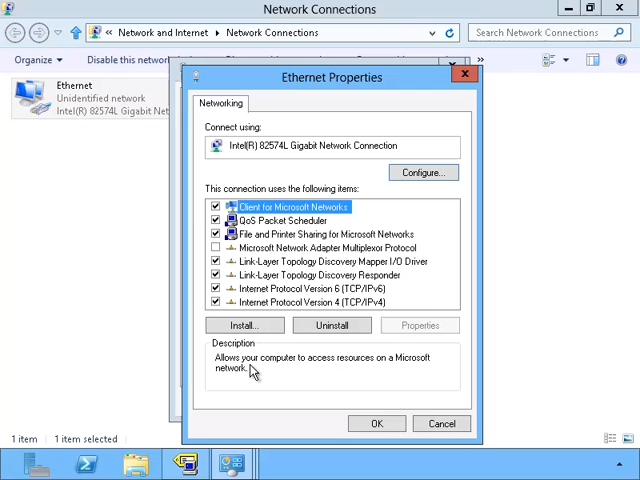 Network Connections
Network and Internet
Network Connections
Search Network Connections
Organize
Disable this network
Ethernet
Unidentified network
Intel(R) 82574L Gigabit Net
Ethernet Properties
Networking
Connect using:
Intel(R) 82574L Gigabit Network Connection
Configure...
This connection uses the following items:
Client for Microsoft Networks
QoS Packet Scheduler
File and Printer Sharing for Microsoft Networks
Microsoft Network Adapter Multiplexor Protocol
Link-Layer Topology Discovery Mapper I/O Driver
Link-Layer Topology Discovery Responder
Internet Protocol Version 6 (TCP/IPv6)
Internet Protocol Version 4 (TCP/IPv4)
Install...
Uninstall
Properties
Description
Allows your computer to access resources on a Microsoft
network.
OK
Cancel
1 item
1 item selected